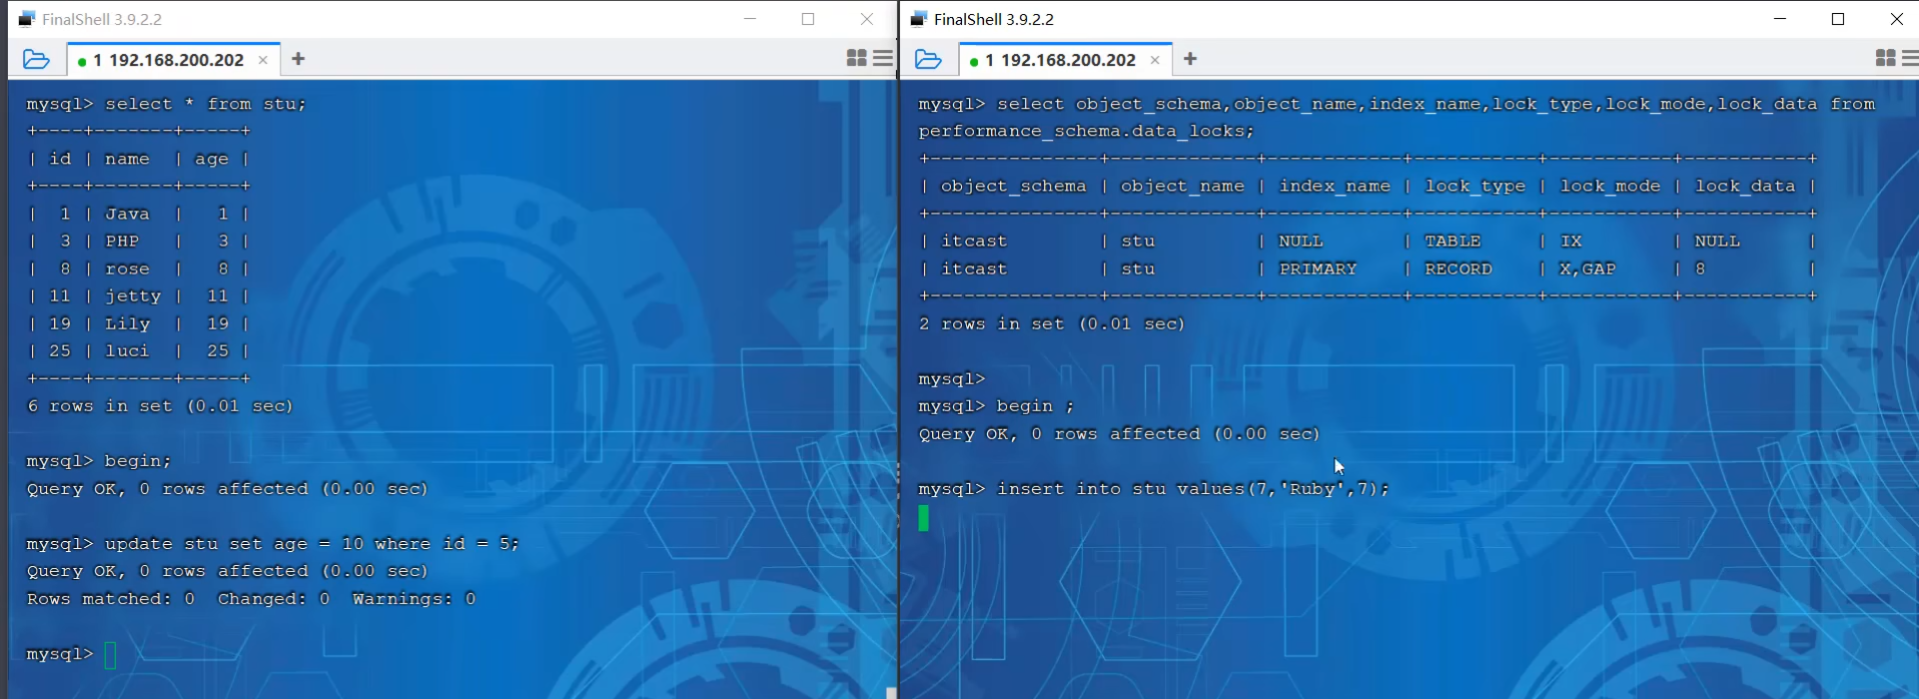 FinalShell 3.9.2.2
1 192.168.200.202
mysql> select * from stu;
+----+-------+-----+
| id | name  | age |
+----+-------+-----+
|  1 | Java  |   1 |
|  3 | PHP   |   3 |
|  8 | rose  |   8 |
| 11 | jetty |  11 |
| 19 | Lily  |  19 |
| 25 | luci  |  25 |
+----+-------+-----+
6 rows in set (0.01 sec)
mysql> begin;
Query OK, 0 rows affected (0.00 sec)
mysql> update stu set age = 10 where id = 5;
Query OK, 0 rows affected (0.00 sec)
Rows matched: 0  Changed: 0  Warnings: 0
mysql>
FinalShell 3.9.2.2
1 192.168.200.202
mysql> select object_schema,object_name,index_name,lock_type,lock_mode,lock_data from
performance_schema.data_locks;
+---------------+-------------+------------+-----------+-----------+-----------+
| object_schema | object_name | index_name | lock_type | lock_mode | lock_data |
+---------------+-------------+------------+-----------+-----------+-----------+
| itcast        | stu         | NULL       | TABLE     | IX        | NULL      |
| itcast        | stu         | PRIMARY    | RECORD    | X,GAP     | 8         |
+---------------+-------------+------------+-----------+-----------+-----------+
2 rows in set (0.01 sec)
mysql>
mysql> begin ;
Query OK, 0 rows affected (0.00 sec)
mysql> insert into stu values(7,'Ruby',7);